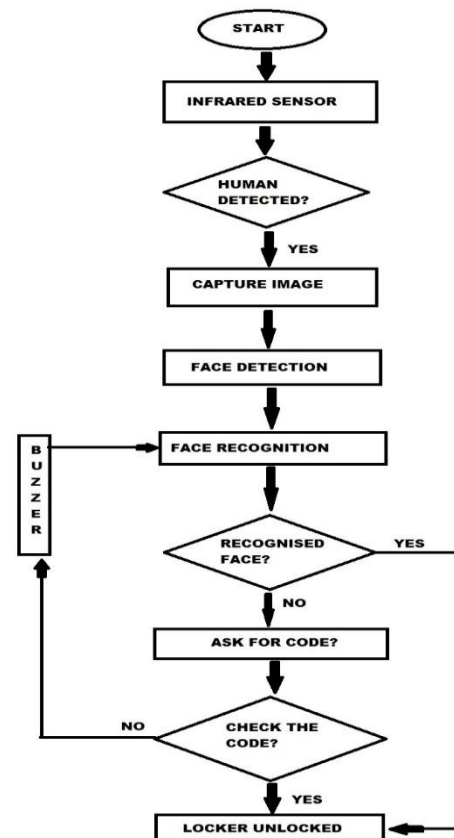 START
INFRARED SENSOR
HUMAN
DETECTED?
YES
CAPTURE IMAGE
FACE DETECTION
BUZZER
FACE RECOGNITION
RECOGNISED
FACE?
YES
NO
ASK FOR CODE?
NO
CHECK THE
CODE?
YES
LOCKER UNLOCKED